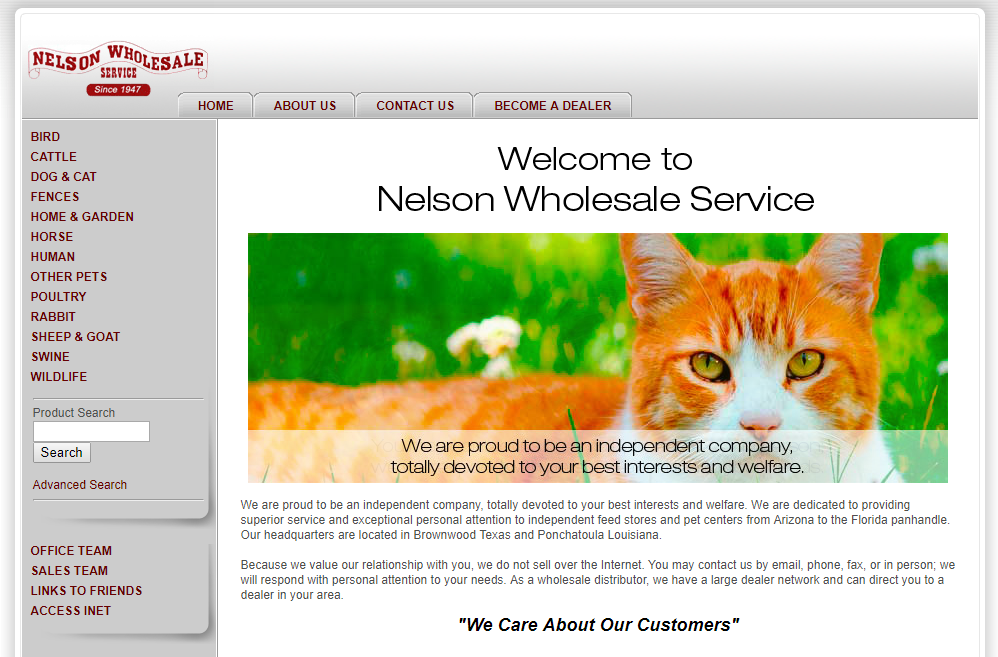 NELSON WHOLESALE
SERVICE
Since 1947
HOME
ABOUT US
CONTACT US
BECOME A DEALER
BIRD
CATTLE
DOG & CAT
FENCES
HOME & GARDEN
HORSE
HUMAN
OTHER PETS
POULTRY
RABBIT
SHEEP & GOAT
SWINE
WILDLIFE
Product Search
Search
Advanced Search
OFFICE TEAM
SALES TEAM
LINKS TO FRIENDS
ACCESS INET
Welcome to
Nelson Wholesale Service
We are proud to be an independent company,
totally devoted to your best interests and welfare.
We are proud to be an independent company, totally devoted to your best interests and welfare. We are dedicated to providing
superior service and exceptional personal attention to independent feed stores and pet centers from Arizona to the Florida panhandle.
Our headquarters are located in Brownwood Texas and Ponchatoula Louisiana.
Because we value our relationship with you, we do not sell over the Internet. You may contact us by email, phone, fax, or in person; we
will respond with personal attention to your needs. As a wholesale distributor, we have a large dealer network and can direct you to a
dealer in your area.
"We Care About Our Customers"